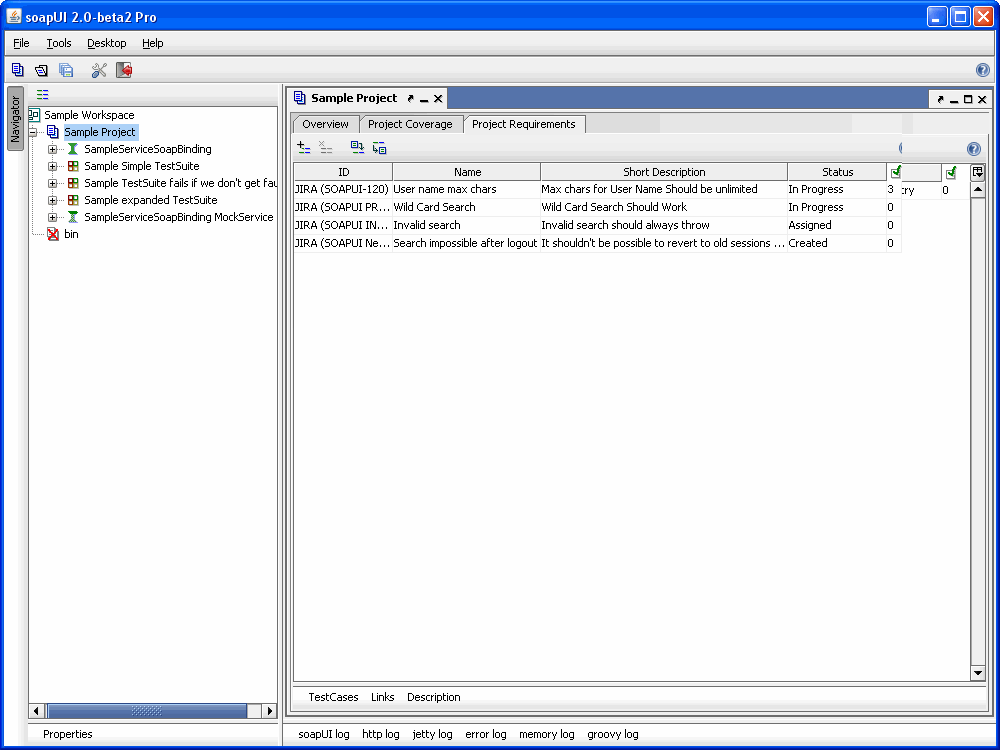 soapUI 2.0-beta2 Pro
File Tools Desktop Help
Navigator
Sample Workspace
Sample Project
SampleServiceSoapBinding
Sample Simple TestSuite
Sample TestSuite fails if we don't get fau
Sample expanded TestSuite
SampleServiceSoapBinding MockService
bin
Properties
Sample Project
Overview Project Coverage Project Requirements
ID Name Short Description Status
JIRA (SOAPUI-120) User name max chars Max chars for User Name Should be unlimited In Progress 3 cry 0
JIRA (SOAPUI PR... Wild Card Search Wild Card Search Should Work In Progress 0
JIRA (SOAPUI IN... Invalid search Invalid search should always throw Assigned 0
JIRA (SOAPUI Ne... Search impossible after logout It shouldn't be possible to revert to old sessions ... Created 0
TestCases Links Description
soapUI log http log jetty log error log memory log groovy log